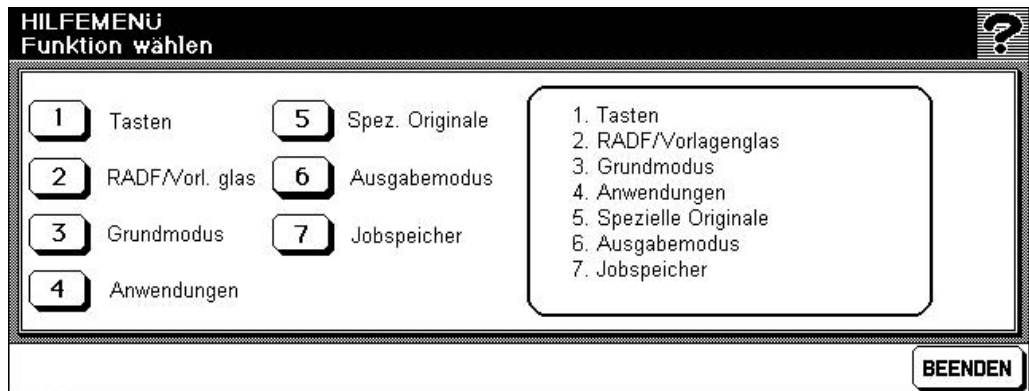 HILFEMENÜ
Funktion wählen
?
1 Tasten
2 RADF/Vorl. glas
3 Grundmodus
4 Anwendungen
5 Spez. Originale
6 Ausgabemodus
7 Jobspeicher
1. Tasten
2. RADF/Vorlagenglas
3. Grundmodus
4. Anwendungen
5. Spezielle Originale
6. Ausgabemodus
7. Jobspeicher
BEENDEN